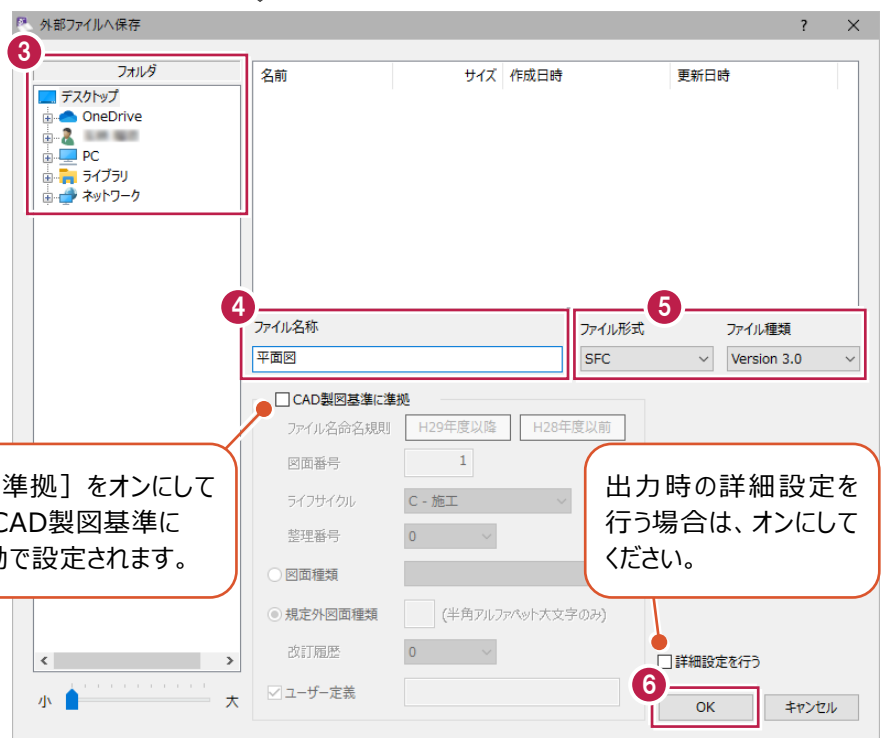 外部ファイルへ保存
? ×
3
フォルダ
デスクトップ
OneDrive
PC
ライブラリ
ネットワーク
名前 サイズ 作成日時 更新日時
4
ファイル名称
平面図
5
ファイル形式 ファイル種類
SFC Version 3.0
CAD製図基準に準拠
ファイル名命名規則 H29年度以降 H28年度以前
図面番号 1
ライフサイクル C - 施工
整理番号 0
図面種類
規定外図面種類 (半角アルファベット大文字のみ)
改訂履歴 0
ユーザー定義
準拠］をオンにして
CAD製図基準に
動で設定されます。
出力時の詳細設定を
行う場合は、オンにして
ください。
詳細設定を行う
小 大
6
OK キャンセル